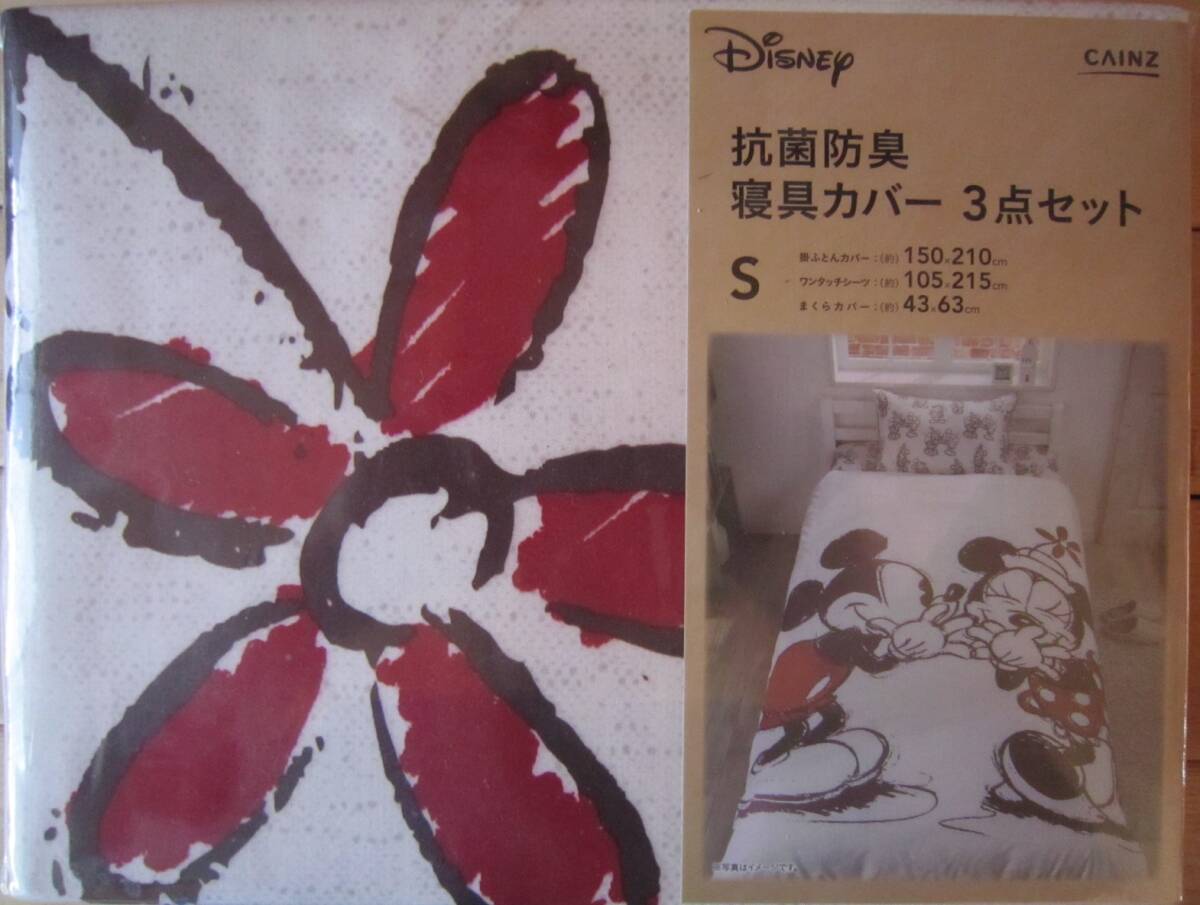 Disney
CAINZ
抗菌防臭
寝具カバー 3点セット
S
掛ふとんカバー：(約) 150×210cm
ワンタッチシーツ：(約) 105×215cm
まくらカバー：(約) 43×63cm
※写真はイメージです。